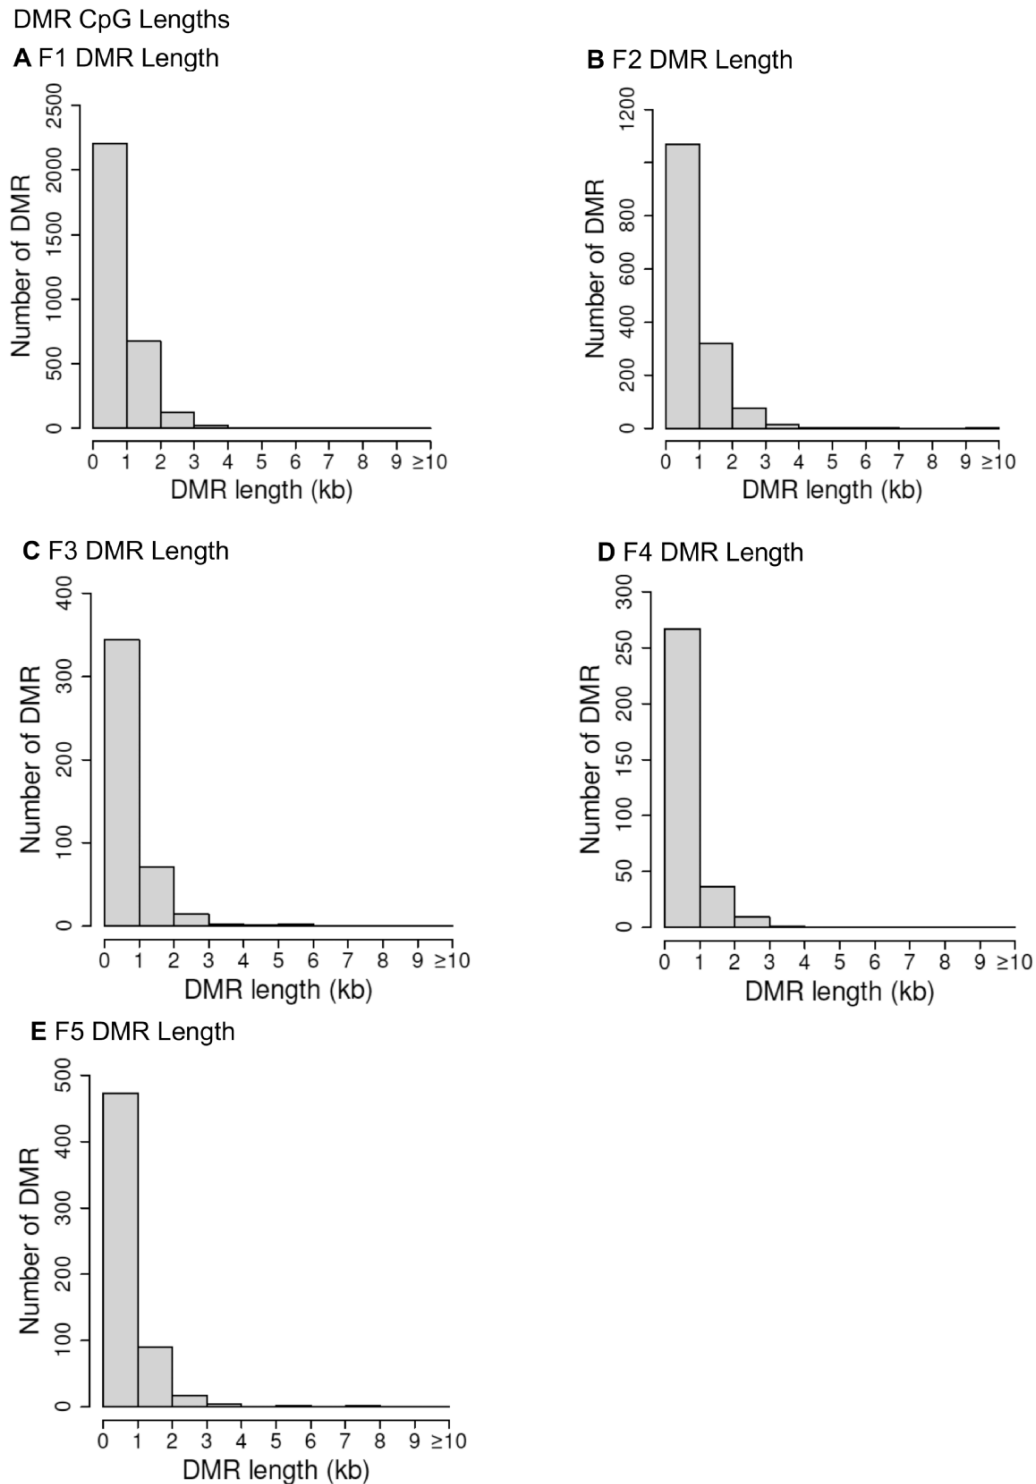 DMR CpG Lengths
A F1 DMR Length
Number of DMR
2500
2000
1500
1000
500
0
0 1 2 3 4 5 6 7 8 9 ≥10
DMR length (kb)
B F2 DMR Length
Number of DMR
1200
800
600
400
200
0
0 1 2 3 4 5 6 7 8 9 ≥10
DMR length (kb)
C F3 DMR Length
Number of DMR
400
300
200
100
0
0 1 2 3 4 5 6 7 8 9 ≥10
DMR length (kb)
D F4 DMR Length
Number of DMR
300
250
200
150
100
50
0
0 1 2 3 4 5 6 7 8 9 ≥10
DMR length (kb)
E F5 DMR Length
Number of DMR
500
400
300
200
100
0
0 1 2 3 4 5 6 7 8 9 ≥10
DMR length (kb)